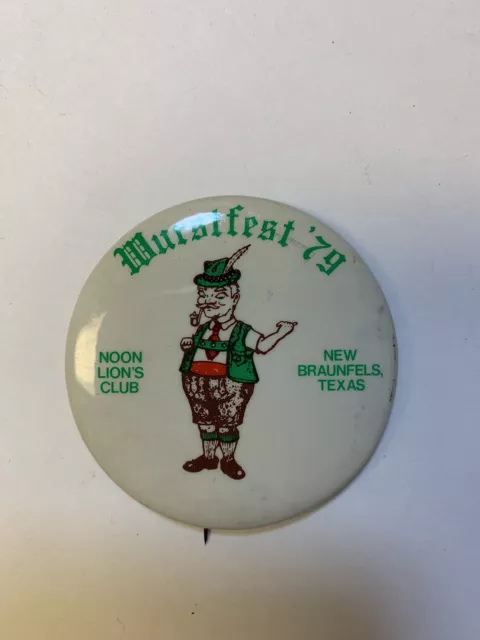 Wurstfest '79
NOON
LION'S
CLUB
NEW
BRAUNFELS,
TEXAS